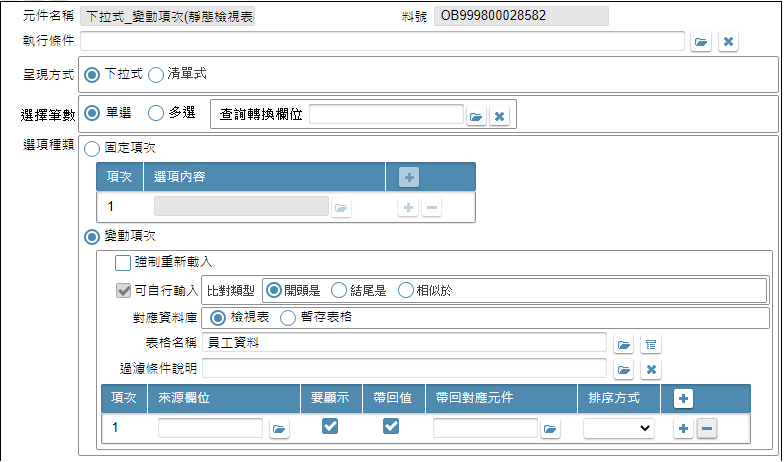 元件名稱 下拉式_變動項次(靜態檢視表 料號 OB999800028582
執行條件
呈現方式 下拉式 清單式
選擇筆數 單選 多選 查詢轉換欄位
選項種類 固定項次
項次 選項內容
1
變動項次
強制重新載入
可自行輸入 比對類型 開頭是 結尾是 相似於
對應資料庫 檢視表 暫存表格
表格名稱 員工資料
過濾條件說明
項次 來源欄位 要顯示 帶回值 帶回對應元件 排序方式
1